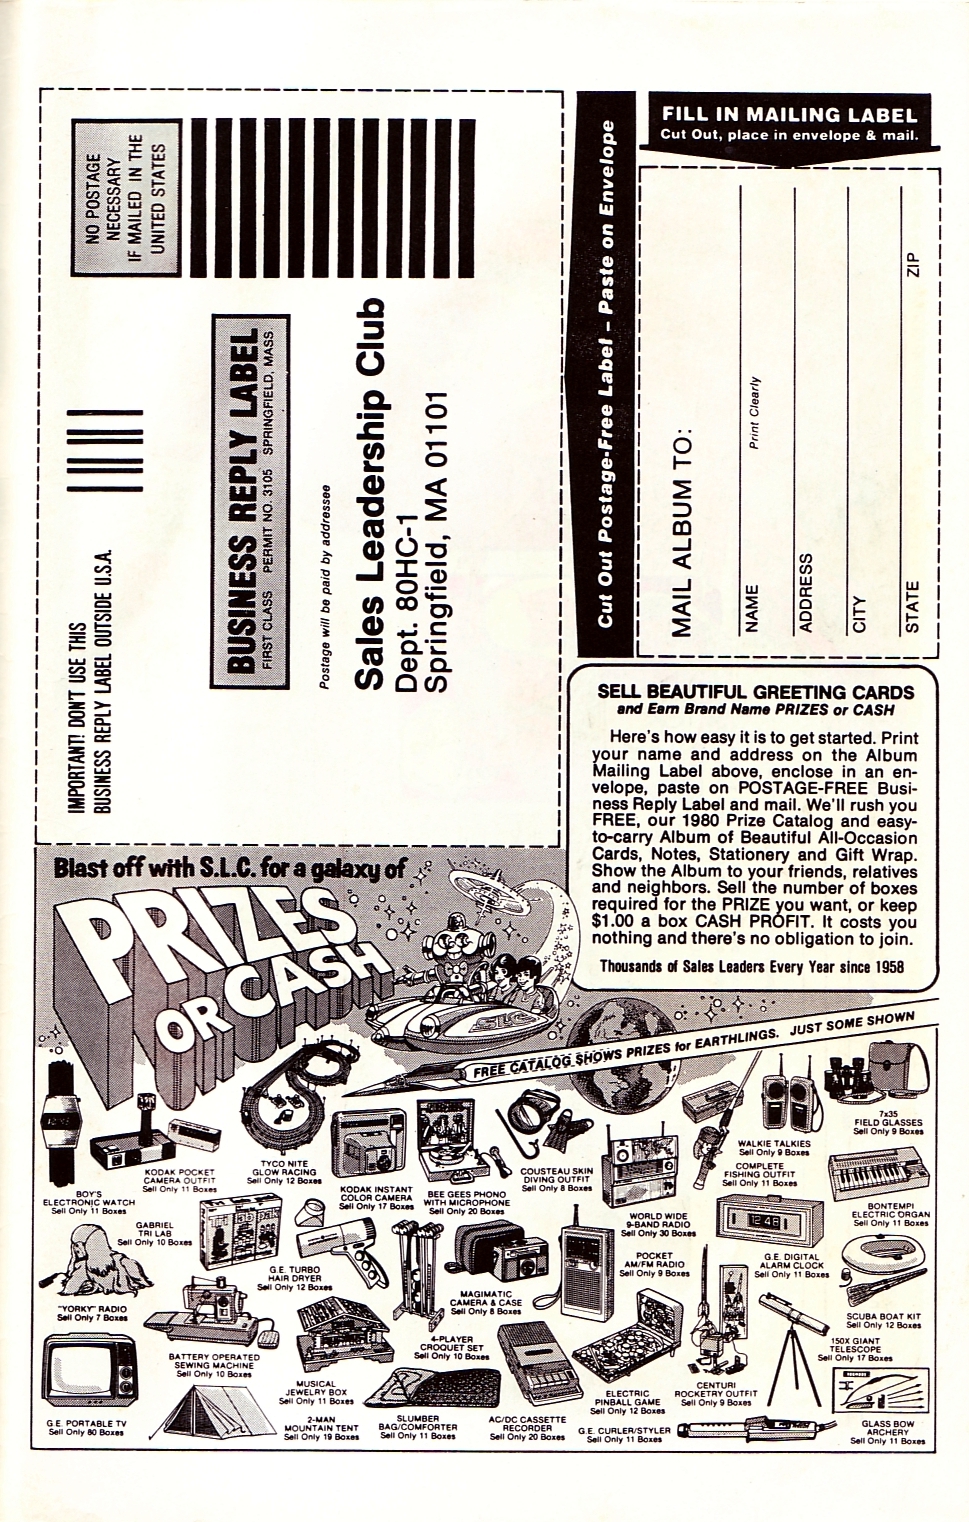 NO POSTAGE
NECESSARY
IF MAILED IN THE
UNITED STATES
IMPORTANT! DON'T USE THIS
BUSINESS REPLY LABEL OUTSIDE U.S.A.
BUSINESS REPLY LABEL
FIRST CLASS PERMIT NO. 3105 SPRINGFIELD, MASS.
Postage will be paid by addressee
Sales Leadership Club
Dept. 80HC-1
Springfield, MA 01101
Cut Out Postage-Free Label – Paste on Envelope
FILL IN MAILING LABEL
Cut Out, place in envelope & mail.
MAIL ALBUM TO:
NAME
Print Clearly
ADDRESS
CITY
STATE ZIP
SELL BEAUTIFUL GREETING CARDS
and Earn Brand Name PRIZES or CASH
Here's how easy it is to get started. Print
your name and address on the Album
Mailing Label above, enclose in an en-
velope, paste on POSTAGE-FREE Busi-
ness Reply Label and mail. We'll rush you
FREE, our 1980 Prize Catalog and easy-
to-carry Album of Beautiful All-Occasion
Cards, Notes, Stationery and Gift Wrap.
Show the Album to your friends, relatives
and neighbors. Sell the number of boxes
required for the PRIZE you want, or keep
$1.00 a box CASH PROFIT. It costs you
nothing and there's no obligation to join.
Thousands of Sales Leaders Every Year since 1958
Blast off with S.L.C. for a galaxy of
PRIZES
OR CASH
SLC
FREE CATALOG SHOWS PRIZES for EARTHLINGS. JUST SOME SHOWN
BOY'S
ELECTRONIC WATCH
Sell Only 11 Boxes
KODAK POCKET
CAMERA OUTFIT
Sell Only 11 Boxes
TYCO NITE
GLOW RACING
Sell Only 12 Boxes
KODAK INSTANT
COLOR CAMERA
Sell Only 17 Boxes
BEE GEES PHONO
WITH MICROPHONE
Sell Only 20 Boxes
COUSTEAU SKIN
DIVING OUTFIT
Sell Only 8 Boxes
WORLD WIDE
9-BAND RADIO
Sell Only 30 Boxes
WALKIE TALKIES
Sell Only 9 Boxes
COMPLETE
FISHING OUTFIT
Sell Only 11 Boxes
7x35
FIELD GLASSES
Sell Only 9 Boxes
BONTEMPI
ELECTRIC ORGAN
Sell Only 11 Boxes
GABRIEL
TRI LAB
Sell Only 10 Boxes
G.E. TURBO
HAIR DRYER
Sell Only 12 Boxes
MAGIMATIC
CAMERA & CASE
Sell Only 8 Boxes
POCKET
AM/FM RADIO
Sell Only 9 Boxes
12 48
G.E. DIGITAL
ALARM CLOCK
Sell Only 11 Boxes
"YORKY" RADIO
Sell Only 7 Boxes
BATTERY OPERATED
SEWING MACHINE
Sell Only 10 Boxes
4-PLAYER
CROQUET SET
Sell Only 10 Boxes
SCUBA BOAT KIT
Sell Only 12 Boxes
150X GIANT
TELESCOPE
Sell Only 17 Boxes
MUSICAL
JEWELRY BOX
Sell Only 11 Boxes
ELECTRIC
PINBALL GAME
Sell Only 12 Boxes
CENTURI
ROCKETRY OUTFIT
Sell Only 9 Boxes
G.E. PORTABLE TV
Sell Only 80 Boxes
2-MAN
MOUNTAIN TENT
Sell Only 19 Boxes
SLUMBER
BAG/COMFORTER
Sell Only 11 Boxes
AC/DC CASSETTE
RECORDER
Sell Only 20 Boxes
G.E. CURLER/STYLER
Sell Only 11 Boxes
GLASS BOW
ARCHERY
Sell Only 11 Boxes